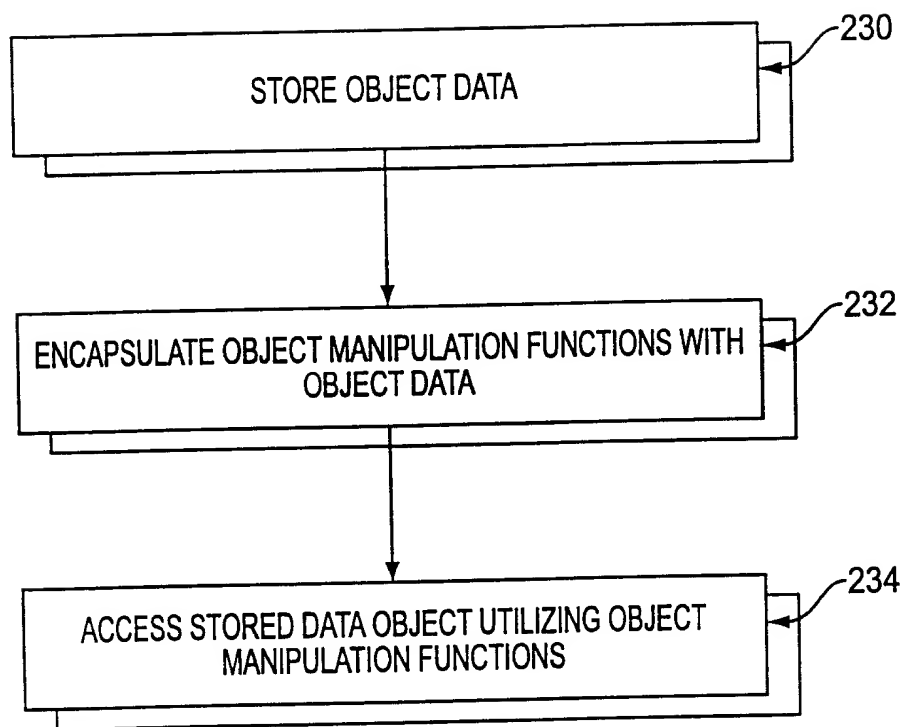 230
STORE OBJECT DATA
232
ENCAPSULATE OBJECT MANIPULATION FUNCTIONS WITH
OBJECT DATA
234
ACCESS STORED DATA OBJECT UTILIZING OBJECT
MANIPULATION FUNCTIONS